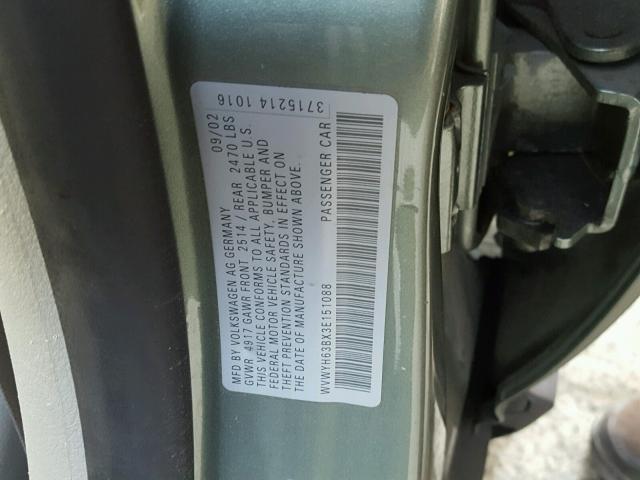 3715214 1016
MFD BY VOLKSWAGEN AG GERMANY 09/02
GVWR 4917 GAWR FRONT 2514 / REAR 2470 LBS
THIS VEHICLE CONFORMS TO ALL APPLICABLE U.S.
FEDERAL MOTOR VEHICLE SAFETY, BUMPER AND
THEFT PREVENTION STANDARDS IN EFFECT ON
THE DATE OF MANUFACTURE SHOWN ABOVE.
WVWYH63BX3E151088 PASSENGER CAR